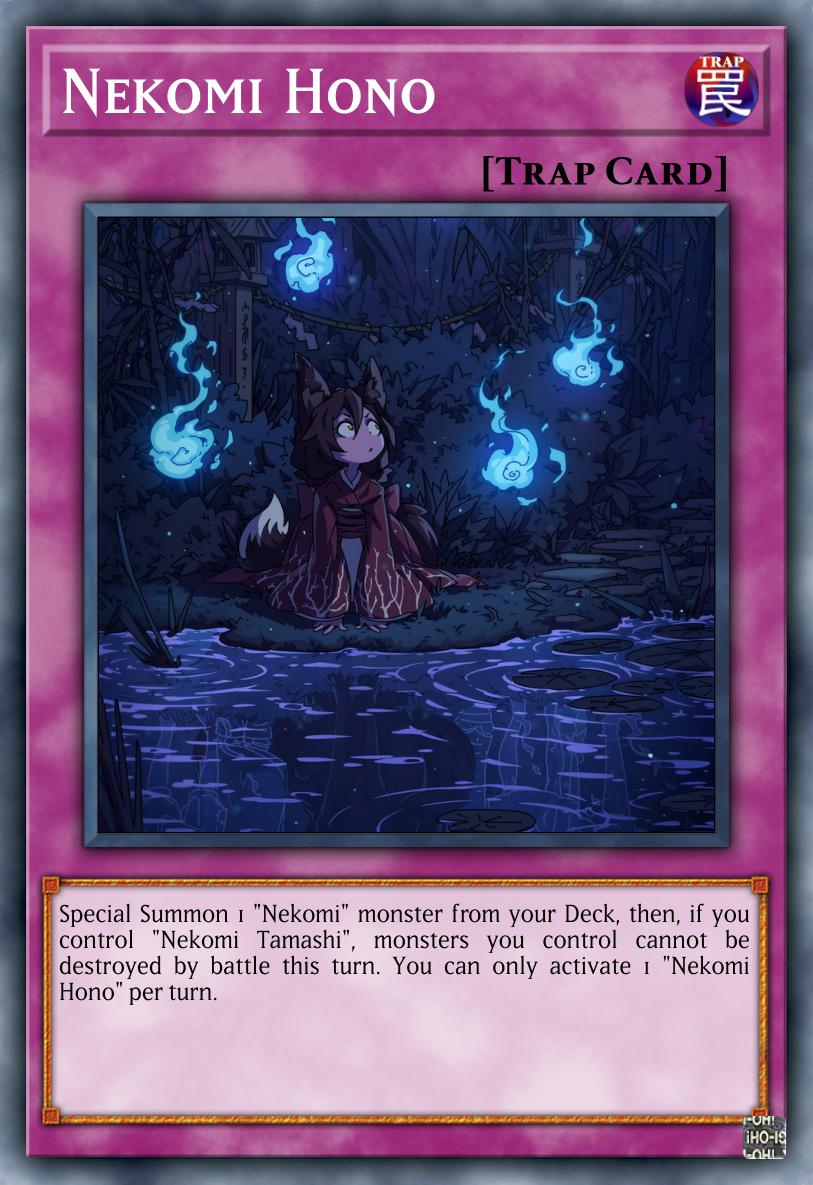 Nekomi Hono
TRAP
罠
[Trap Card]
Special Summon 1 "Nekomi" monster from your Deck, then, if you
control "Nekomi Tamashi", monsters you control cannot be
destroyed by battle this turn. You can only activate 1 "Nekomi
Hono" per turn.